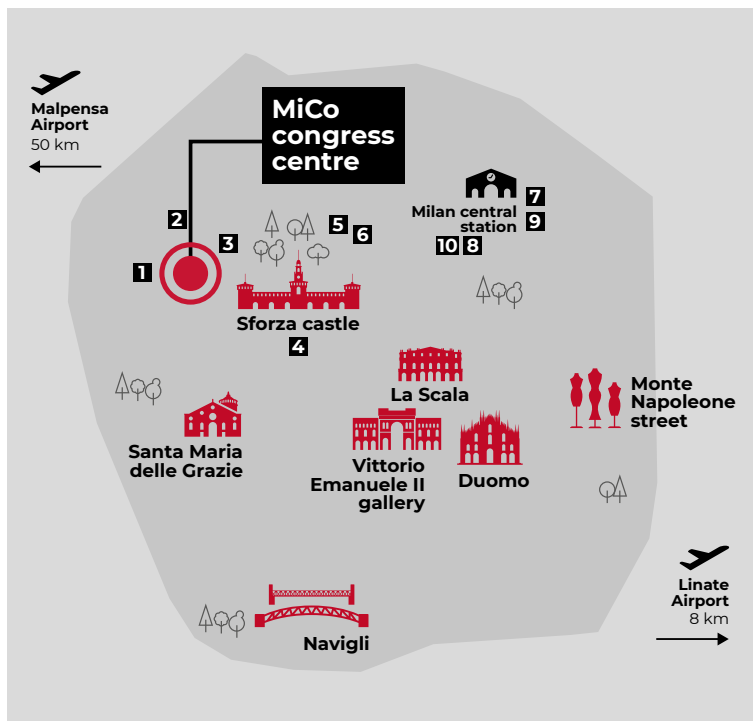 MiCo
congress
centre
Malpensa
Airport
50 km
7
Milan central
station
9
10 8
2
3
1
5
6
Sforza castle
4
La Scala
Monte
Napoleone
street
Santa Maria
delle Grazie
Vittorio
Emanuele II
gallery
Duomo
Linate
Airport
8 km
Navigli